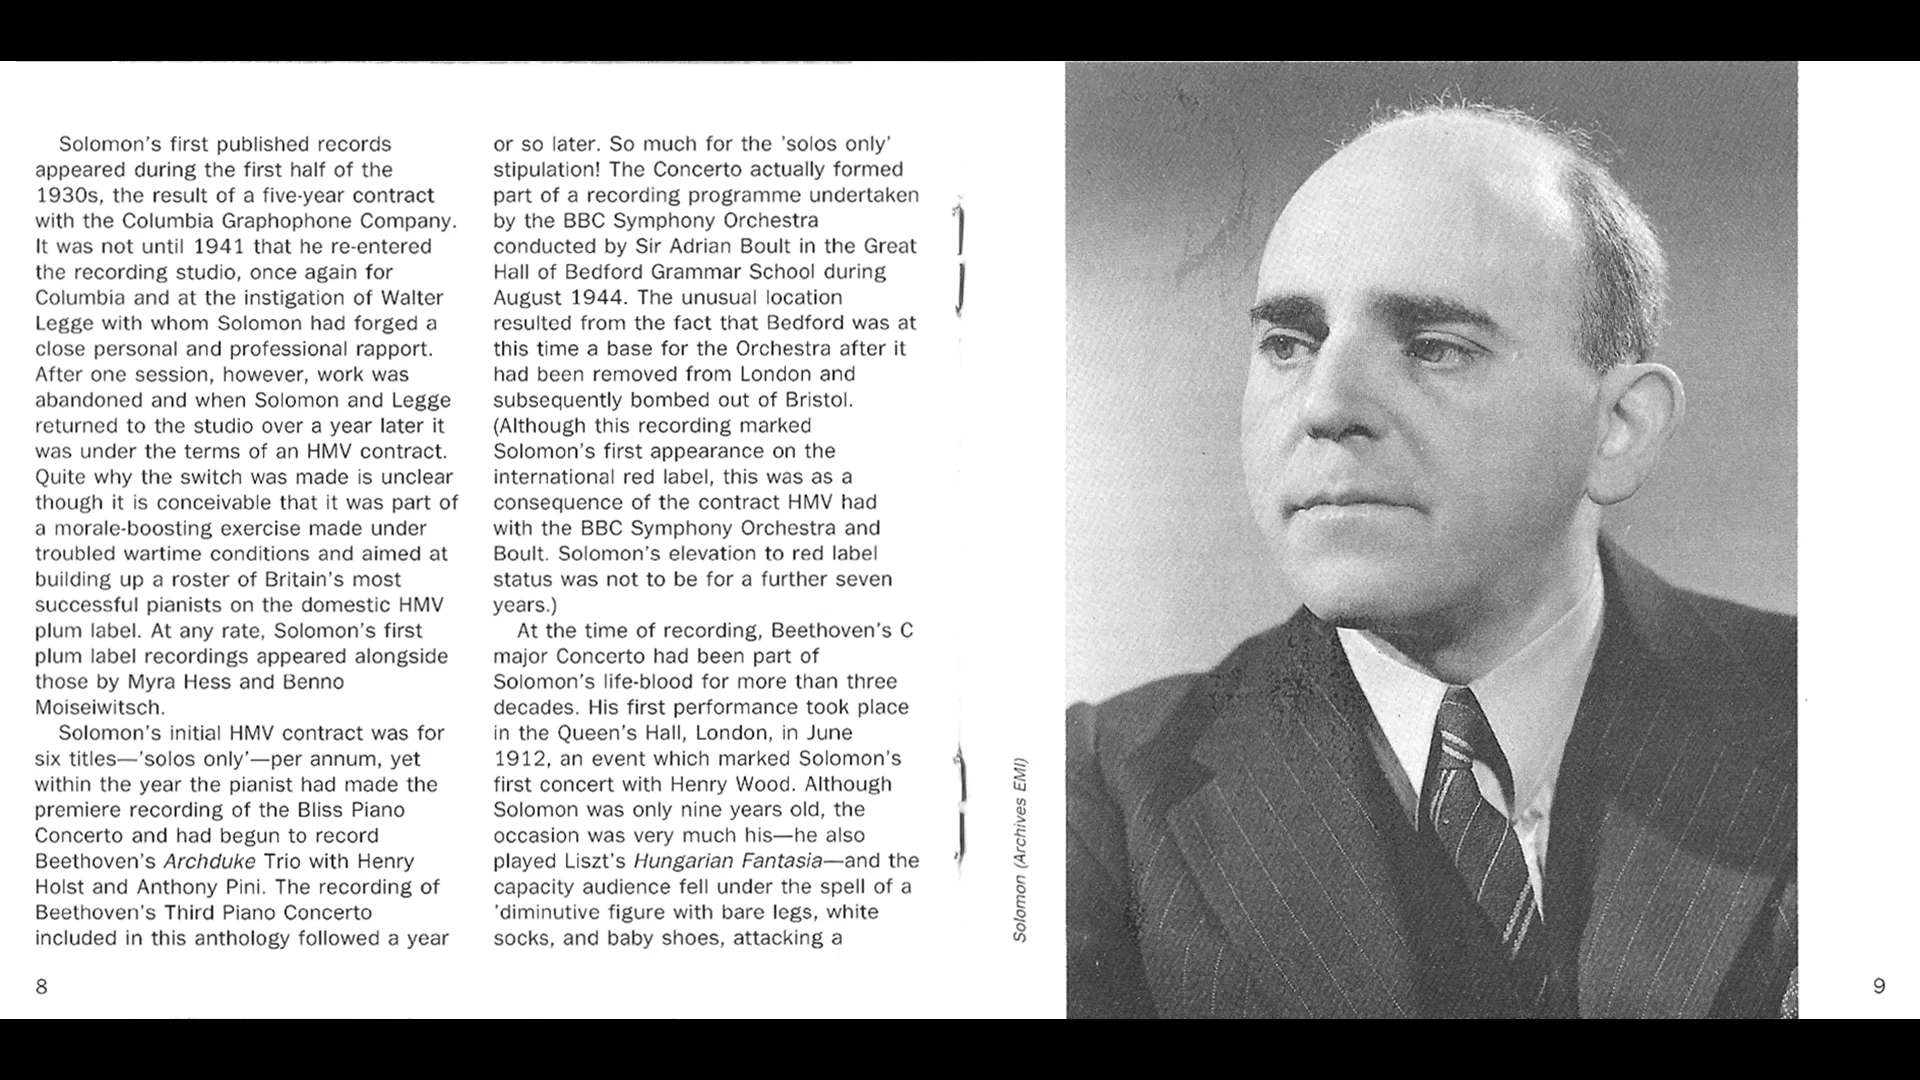 Solomon's first published records
appeared during the first half of the
1930s, the result of a five-year contract
with the Columbia Graphophone Company.
It was not until 1941 that he re-entered
the recording studio, once again for
Columbia and at the instigation of Walter
Legge with whom Solomon had forged a
close personal and professional rapport.
After one session, however, work was
abandoned and when Solomon and Legge
returned to the studio over a year later it
was under the terms of an HMV contract.
Quite why the switch was made is unclear
though it is conceivable that it was part of
a morale-boosting exercise made under
troubled wartime conditions and aimed at
building up a roster of Britain's most
successful pianists on the domestic HMV
plum label. At any rate, Solomon's first
plum label recordings appeared alongside
those by Myra Hess and Benno
Moiseiwitsch.
Solomon's initial HMV contract was for
six titles—'solos only'—per annum, yet
within the year the pianist had made the
premiere recording of the Bliss Piano
Concerto and had begun to record
Beethoven's Archduke Trio with Henry
Holst and Anthony Pini. The recording of
Beethoven's Third Piano Concerto
included in this anthology followed a year
8
or so later. So much for the 'solos only'
stipulation! The Concerto actually formed
part of a recording programme undertaken
by the BBC Symphony Orchestra
conducted by Sir Adrian Boult in the Great
Hall of Bedford Grammar School during
August 1944. The unusual location
resulted from the fact that Bedford was at
this time a base for the Orchestra after it
had been removed from London and
subsequently bombed out of Bristol.
(Although this recording marked
Solomon's first appearance on the
international red label, this was as a
consequence of the contract HMV had
with the BBC Symphony Orchestra and
Boult. Solomon's elevation to red label
status was not to be for a further seven
years.)
At the time of recording, Beethoven's C
major Concerto had been part of
Solomon's life-blood for more than three
decades. His first performance took place
in the Queen's Hall, London, in June
1912, an event which marked Solomon's
first concert with Henry Wood. Although
Solomon was only nine years old, the
occasion was very much his—he also
played Liszt's Hungarian Fantasia—and the
capacity audience fell under the spell of a
'diminutive figure with bare legs, white
socks, and baby shoes, attacking a
Solomon (Archives EMI)
9